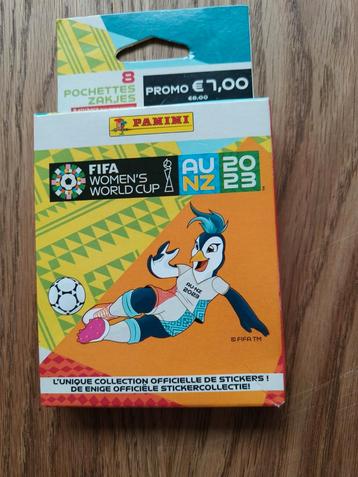 8
POCHETTES
ZAKJES
PROMO €7,00
€8,00
PANINI
FIFA
WOMEN'S
WORLD CUP
AU
NZ
20
23
AU NZ
2023
© FIFA TM
L'UNIQUE COLLECTION OFFICIELLE DE STICKERS !
DE ENIGE OFFICIËLE STICKERCOLLECTIE!